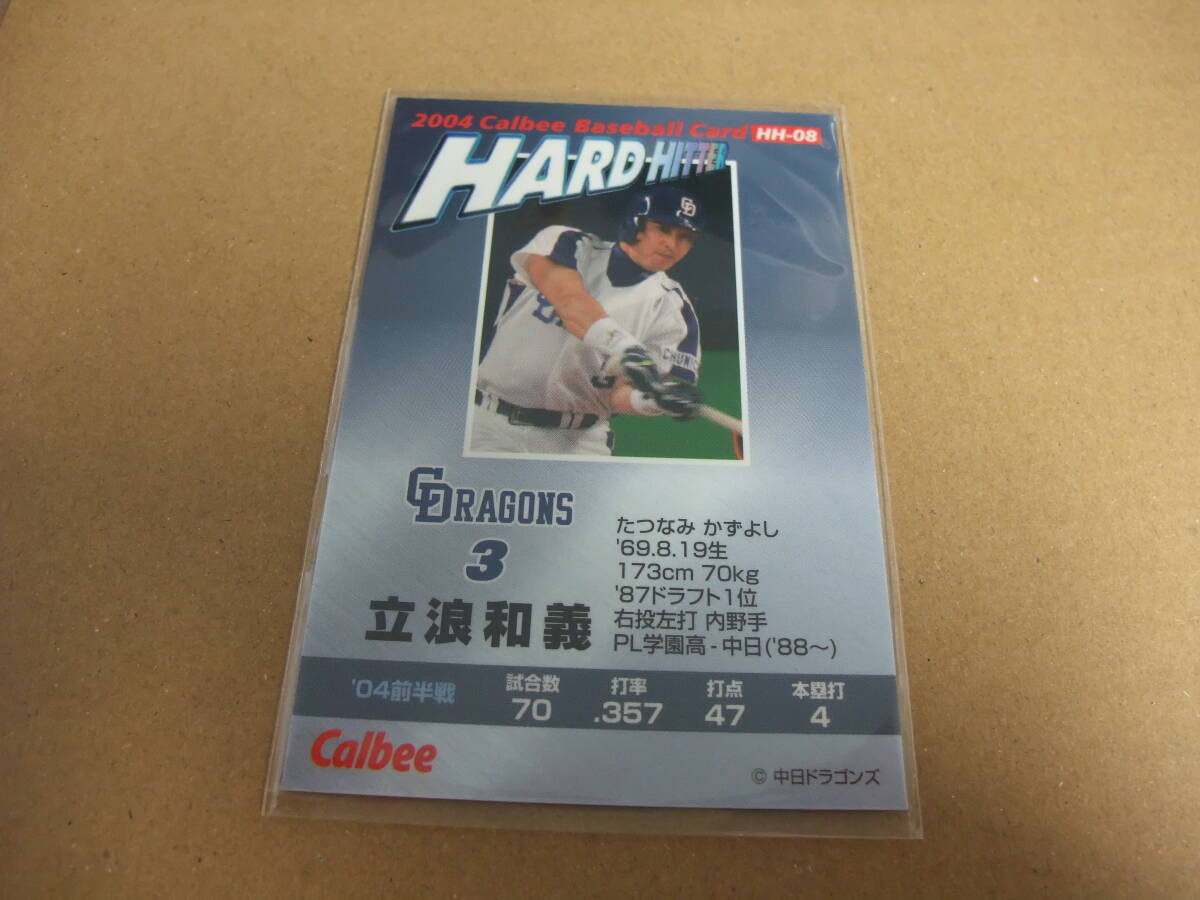 2004 Calbee Baseball Card HH-08
HARD HITTER
CD
CHUNI
3
CDRAGONS
3
立浪和義
たつなみ かずよし
'69.8.19生
173cm 70kg
'87ドラフト1位
右投左打 内野手
PL学園高-中日('88〜)
'04前半戦 試合数 打率 打点 本塁打
70 .357 47 4
Calbee
© 中日ドラゴンズ